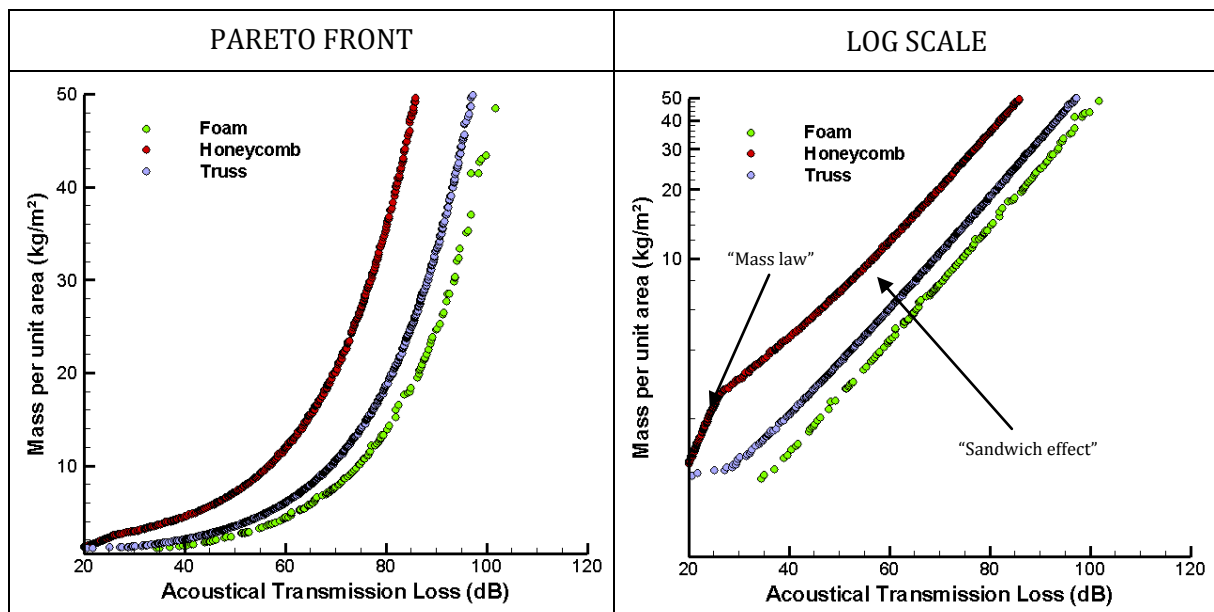 PARETO FRONT
LOG SCALE
50
40
30
20
10
20
40
60
80
100
120
Mass per unit area (kg/m²)
Acoustical Transmission Loss (dB)
Foam
Honeycomb
Truss
50
40
30
20
10
20
40
60
80
100
120
Mass per unit area (kg/m²)
Acoustical Transmission Loss (dB)
Foam
Honeycomb
Truss
“Mass law”
“Sandwich effect”